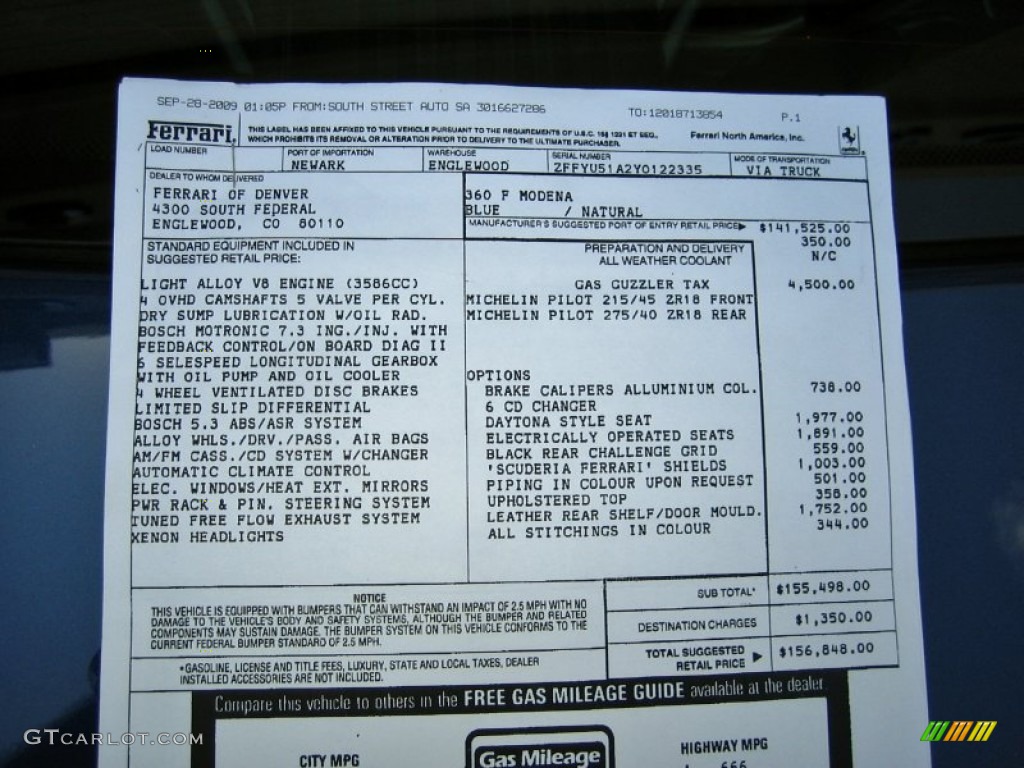 SEP-28-2009 01:05P FROM:SOUTH STREET AUTO SA 3016627286 TO:12018713854 P.1
Ferrari THIS LABEL HAS BEEN AFFIXED TO THIS VEHICLE PURSUANT TO THE REQUIREMENTS OF U.S.C. 15§ 1231 ET SEQ., Ferrari North America, Inc.
WHICH PROHIBITS ITS REMOVAL OR ALTERATION PRIOR TO DELIVERY TO THE ULTIMATE PURCHASER.
LOAD NUMBER PORT OF IMPORTATION WAREHOUSE SERIAL NUMBER MODE OF TRANSPORTATION
NEWARK ENGLEWOOD ZFFYU51A2Y0122335 VIA TRUCK
DEALER TO WHOM DELIVERED
FERRARI OF DENVER
4300 SOUTH FEDERAL
ENGLEWOOD, CO 80110
360 F MODENA
BLUE / NATURAL
MANUFACTURER'S SUGGESTED PORT OF ENTRY RETAIL PRICE $141,525.00
STANDARD EQUIPMENT INCLUDED IN
SUGGESTED RETAIL PRICE:
LIGHT ALLOY V8 ENGINE (3586CC)
4 OVHD CAMSHAFTS 5 VALVE PER CYL.
DRY SUMP LUBRICATION W/OIL RAD.
BOSCH MOTRONIC 7.3 ING./INJ. WITH
FEEDBACK CONTROL/ON BOARD DIAG II
6 SELESPEED LONGITUDINAL GEARBOX
WITH OIL PUMP AND OIL COOLER
4 WHEEL VENTILATED DISC BRAKES
LIMITED SLIP DIFFERENTIAL
BOSCH 5.3 ABS/ASR SYSTEM
ALLOY WHLS./DRV./PASS. AIR BAGS
AM/FM CASS./CD SYSTEM W/CHANGER
AUTOMATIC CLIMATE CONTROL
ELEC. WINDOWS/HEAT EXT. MIRRORS
PWR RACK & PIN. STEERING SYSTEM
TUNED FREE FLOW EXHAUST SYSTEM
XENON HEADLIGHTS
PREPARATION AND DELIVERY 350.00
ALL WEATHER COOLANT N/C
GAS GUZZLER TAX 4,500.00
MICHELIN PILOT 215/45 ZR18 FRONT
MICHELIN PILOT 275/40 ZR18 REAR
OPTIONS
BRAKE CALIPERS ALLUMINIUM COL. 738.00
6 CD CHANGER
DAYTONA STYLE SEAT 1,977.00
ELECTRICALLY OPERATED SEATS 1,891.00
BLACK REAR CHALLENGE GRID 559.00
'SCUDERIA FERRARI' SHIELDS 1,003.00
PIPING IN COLOUR UPON REQUEST 501.00
UPHOLSTERED TOP 358.00
LEATHER REAR SHELF/DOOR MOULD. 1,752.00
ALL STITCHINGS IN COLOUR 344.00
NOTICE
THIS VEHICLE IS EQUIPPED WITH BUMPERS THAT CAN WITHSTAND AN IMPACT OF 2.5 MPH WITH NO
DAMAGE TO THE VEHICLE'S BODY AND SAFETY SYSTEMS, ALTHOUGH THE BUMPER AND RELATED
COMPONENTS MAY SUSTAIN DAMAGE. THE BUMPER SYSTEM ON THIS VEHICLE CONFORMS TO THE
CURRENT FEDERAL BUMPER STANDARD OF 2.5 MPH.
SUB TOTAL* $155,498.00
DESTINATION CHARGES $1,350.00
TOTAL SUGGESTED
RETAIL PRICE $156,848.00
*GASOLINE, LICENSE AND TITLE FEES, LUXURY, STATE AND LOCAL TAXES, DEALER
INSTALLED ACCESSORIES ARE NOT INCLUDED.
Compare this vehicle to others in the FREE GAS MILEAGE GUIDE available at the dealer.
CITY MPG Gas Mileage HIGHWAY MPG
GTCARLOT.COM